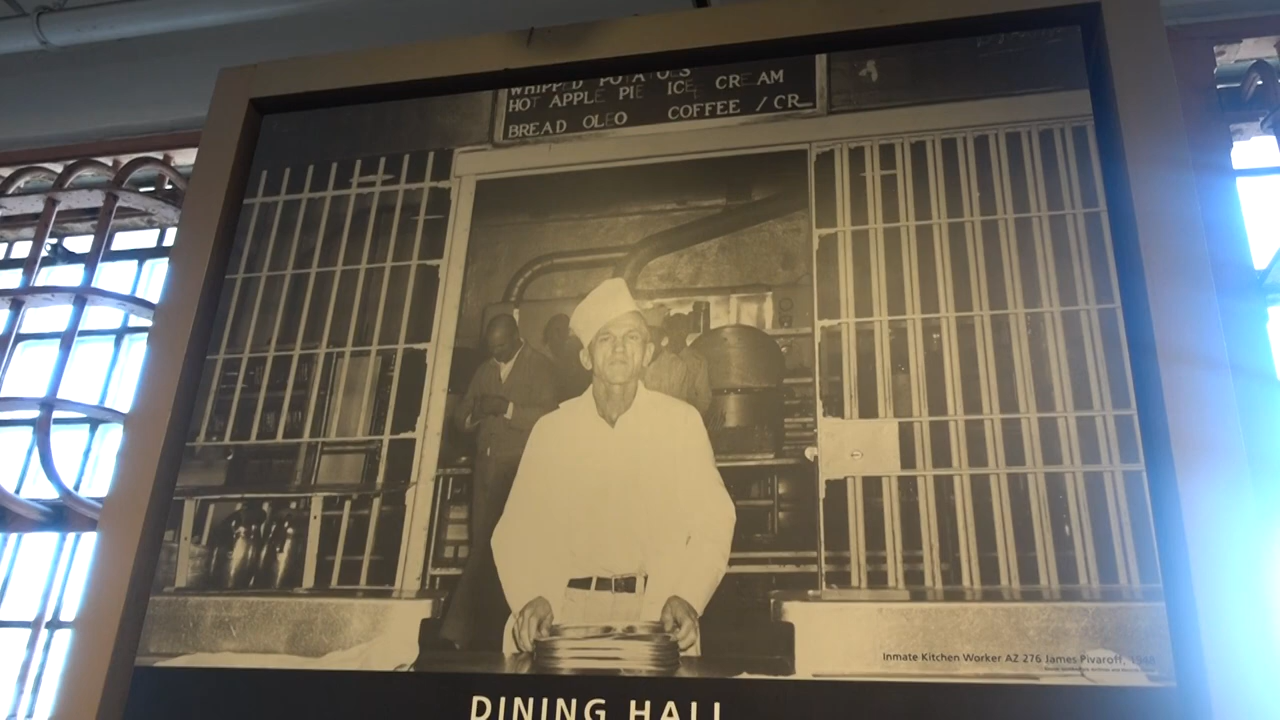 WHIPPED POTATOES
HOT APPLE PIE ICE CREAM
BREAD OLEO COFFEE / CR
Inmate Kitchen Worker AZ 276 James Pivaroff, 1948
DINING HALL